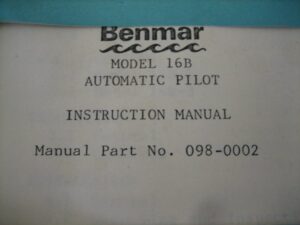 Benmar
MODEL 16B
AUTOMATIC PILOT
INSTRUCTION MANUAL
Manual Part No. 098-0002